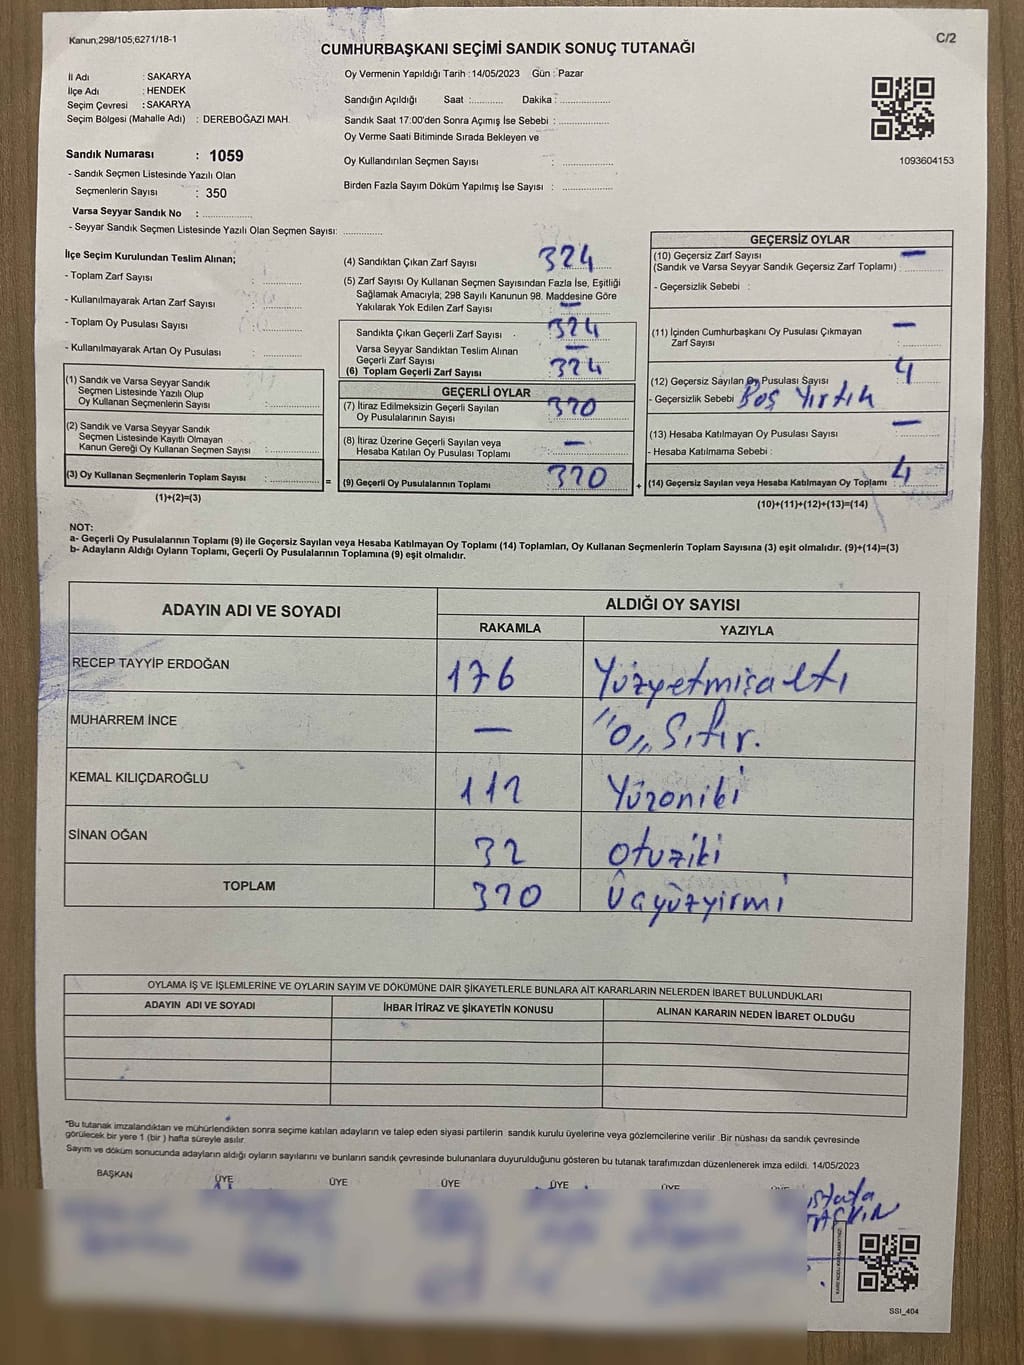 Kanun;298/105,6271/18-1
C/2
CUMHURBAŞKANI SEÇİMİ SANDIK SONUÇ TUTANAĞI
İl Adı : SAKARYA
İlçe Adı : HENDEK
Seçim Çevresi : SAKARYA
Seçim Bölgesi (Mahalle Adı) : DEREBOĞAZI MAH.
Sandık Numarası : 1059
- Sandık Seçmen Listesinde Yazılı Olan
Seçmenlerin Sayısı : 350
Varsa Seyyar Sandık No : ..............
- Seyyar Sandık Seçmen Listesinde Yazılı Olan Seçmen Sayısı: ............
Oy Vermenin Yapıldığı Tarih : 14/05/2023 Gün : Pazar
Sandığın Açıldığı Saat :........... Dakika : ................
Sandık Saat 17:00'den Sonra Açımış İse Sebebi : ................
Oy Verme Saati Bitiminde Sırada Bekleyen ve
Oy Kullandırılan Seçmen Sayısı : ................
Birden Fazla Sayım Döküm Yapılmış İse Sayısı : ................
1093604153
İlçe Seçim Kurulundan Teslim Alınan;
- Toplam Zarf Sayısı : ............
- Kullanılmayarak Artan Zarf Sayısı : ............
- Toplam Oy Pusulası Sayısı : ............
- Kullanılmayarak Artan Oy Pusulası : ............
(1) Sandık ve Varsa Seyyar Sandık
Seçmen Listesinde Yazılı Olup
Oy Kullanan Seçmenlerin Sayısı : ............
(2) Sandık ve Varsa Seyyar Sandık
Seçmen Listesinde Kayıtlı Olmayan
Kanun Gereği Oy Kullanan Seçmen Sayısı : ............
(3) Oy Kullanan Seçmenlerin Toplam Sayısı : ............ =
(1)+(2)=(3)
(4) Sandıktan Çıkan Zarf Sayısı : 324
(5) Zarf Sayısı Oy Kullanan Seçmen Sayısından Fazla İse, Eşitliği
Sağlamak Amacıyla; 298 Sayılı Kanunun 98. Maddesine Göre
Yakılarak Yok Edilen Zarf Sayısı : —
Sandıkta Çıkan Geçerli Zarf Sayısı : 324
Varsa Seyyar Sandıktan Teslim Alınan
Geçerli Zarf Sayısı : —
(6) Toplam Geçerli Zarf Sayısı : 324
GEÇERLİ OYLAR
(7) İtiraz Edilmeksizin Geçerli Sayılan
Oy Pusulalarının Sayısı : 320
(8) İtiraz Üzerine Geçerli Sayılan veya
Hesaba Katılan Oy Pusulası Toplamı : —
(9) Geçerli Oy Pusulalarının Toplamı : 320 +
GEÇERSİZ OYLAR
(10) Geçersiz Zarf Sayısı —
(Sandık ve Varsa Seyyar Sandık Geçersiz Zarf Toplamı) :
- Geçersizlik Sebebi :
(11) İçinden Cumhurbaşkanı Oy Pusulası Çıkmayan —
Zarf Sayısı :
(12) Geçersiz Sayılan Oy Pusulası Sayısı 4
- Geçersizlik Sebebi Boş Yırtık
(13) Hesaba Katılmayan Oy Pusulası Sayısı : —
- Hesaba Katılmama Sebebi :
(14) Geçersiz Sayılan veya Hesaba Katılmayan Oy Toplamı : 4
(10)+(11)+(12)+(13)=(14)
NOT:
a- Geçerli Oy Pusulalarının Toplamı (9) ile Geçersiz Sayılan veya Hesaba Katılmayan Oy Toplamı (14) Toplamları, Oy Kullanan Seçmenlerin Toplam Sayısına (3) eşit olmalıdır. (9)+(14)=(3)
b- Adayların Aldığı Oyların Toplamı, Geçerli Oy Pusulalarının Toplamına (9) eşit olmalıdır.
ADAYIN ADI VE SOYADI ALDIĞI OY SAYISI
RAKAMLA YAZIYLA
RECEP TAYYİP ERDOĞAN 176 Yüzyetmişaltı
MUHARREM İNCE — "0" Sıfır.
KEMAL KILIÇDAROĞLU 112 Yüzoniki
SİNAN OĞAN 32 otuziki
TOPLAM 320 Üçyüzyirmi
OYLAMA İŞ VE İŞLEMLERİNE VE OYLARIN SAYIM VE DÖKÜMÜNE DAİR ŞİKAYETLERLE BUNLARA AİT KARARLARIN NELERDEN İBARET BULUNDUKLARI
ADAYIN ADI VE SOYADI İHBAR İTİRAZ VE ŞİKAYETİN KONUSU ALINAN KARARIN NEDEN İBARET OLDUĞU
*Bu tutanak imzalandıktan ve mühürlendikten sonra seçime katılan adayların ve talep eden siyasi partilerin sandık kurulu üyelerine veya gözlemcilerine verilir .Bir nüshası da sandık çevresinde
görülecek bir yere 1 (bir ) hafta süreyle asılır.
Sayım ve döküm sonucunda adayların aldığı oyların sayılarını ve bunların sandık çevresinde bulunanlara duyurulduğunu gösteren bu tutanak tarafımızdan düzenlenerek imza edildi. 14/05/2023
BAŞKAN ÜYE ÜYE ÜYE ÜYE ÜYE
SSI_404